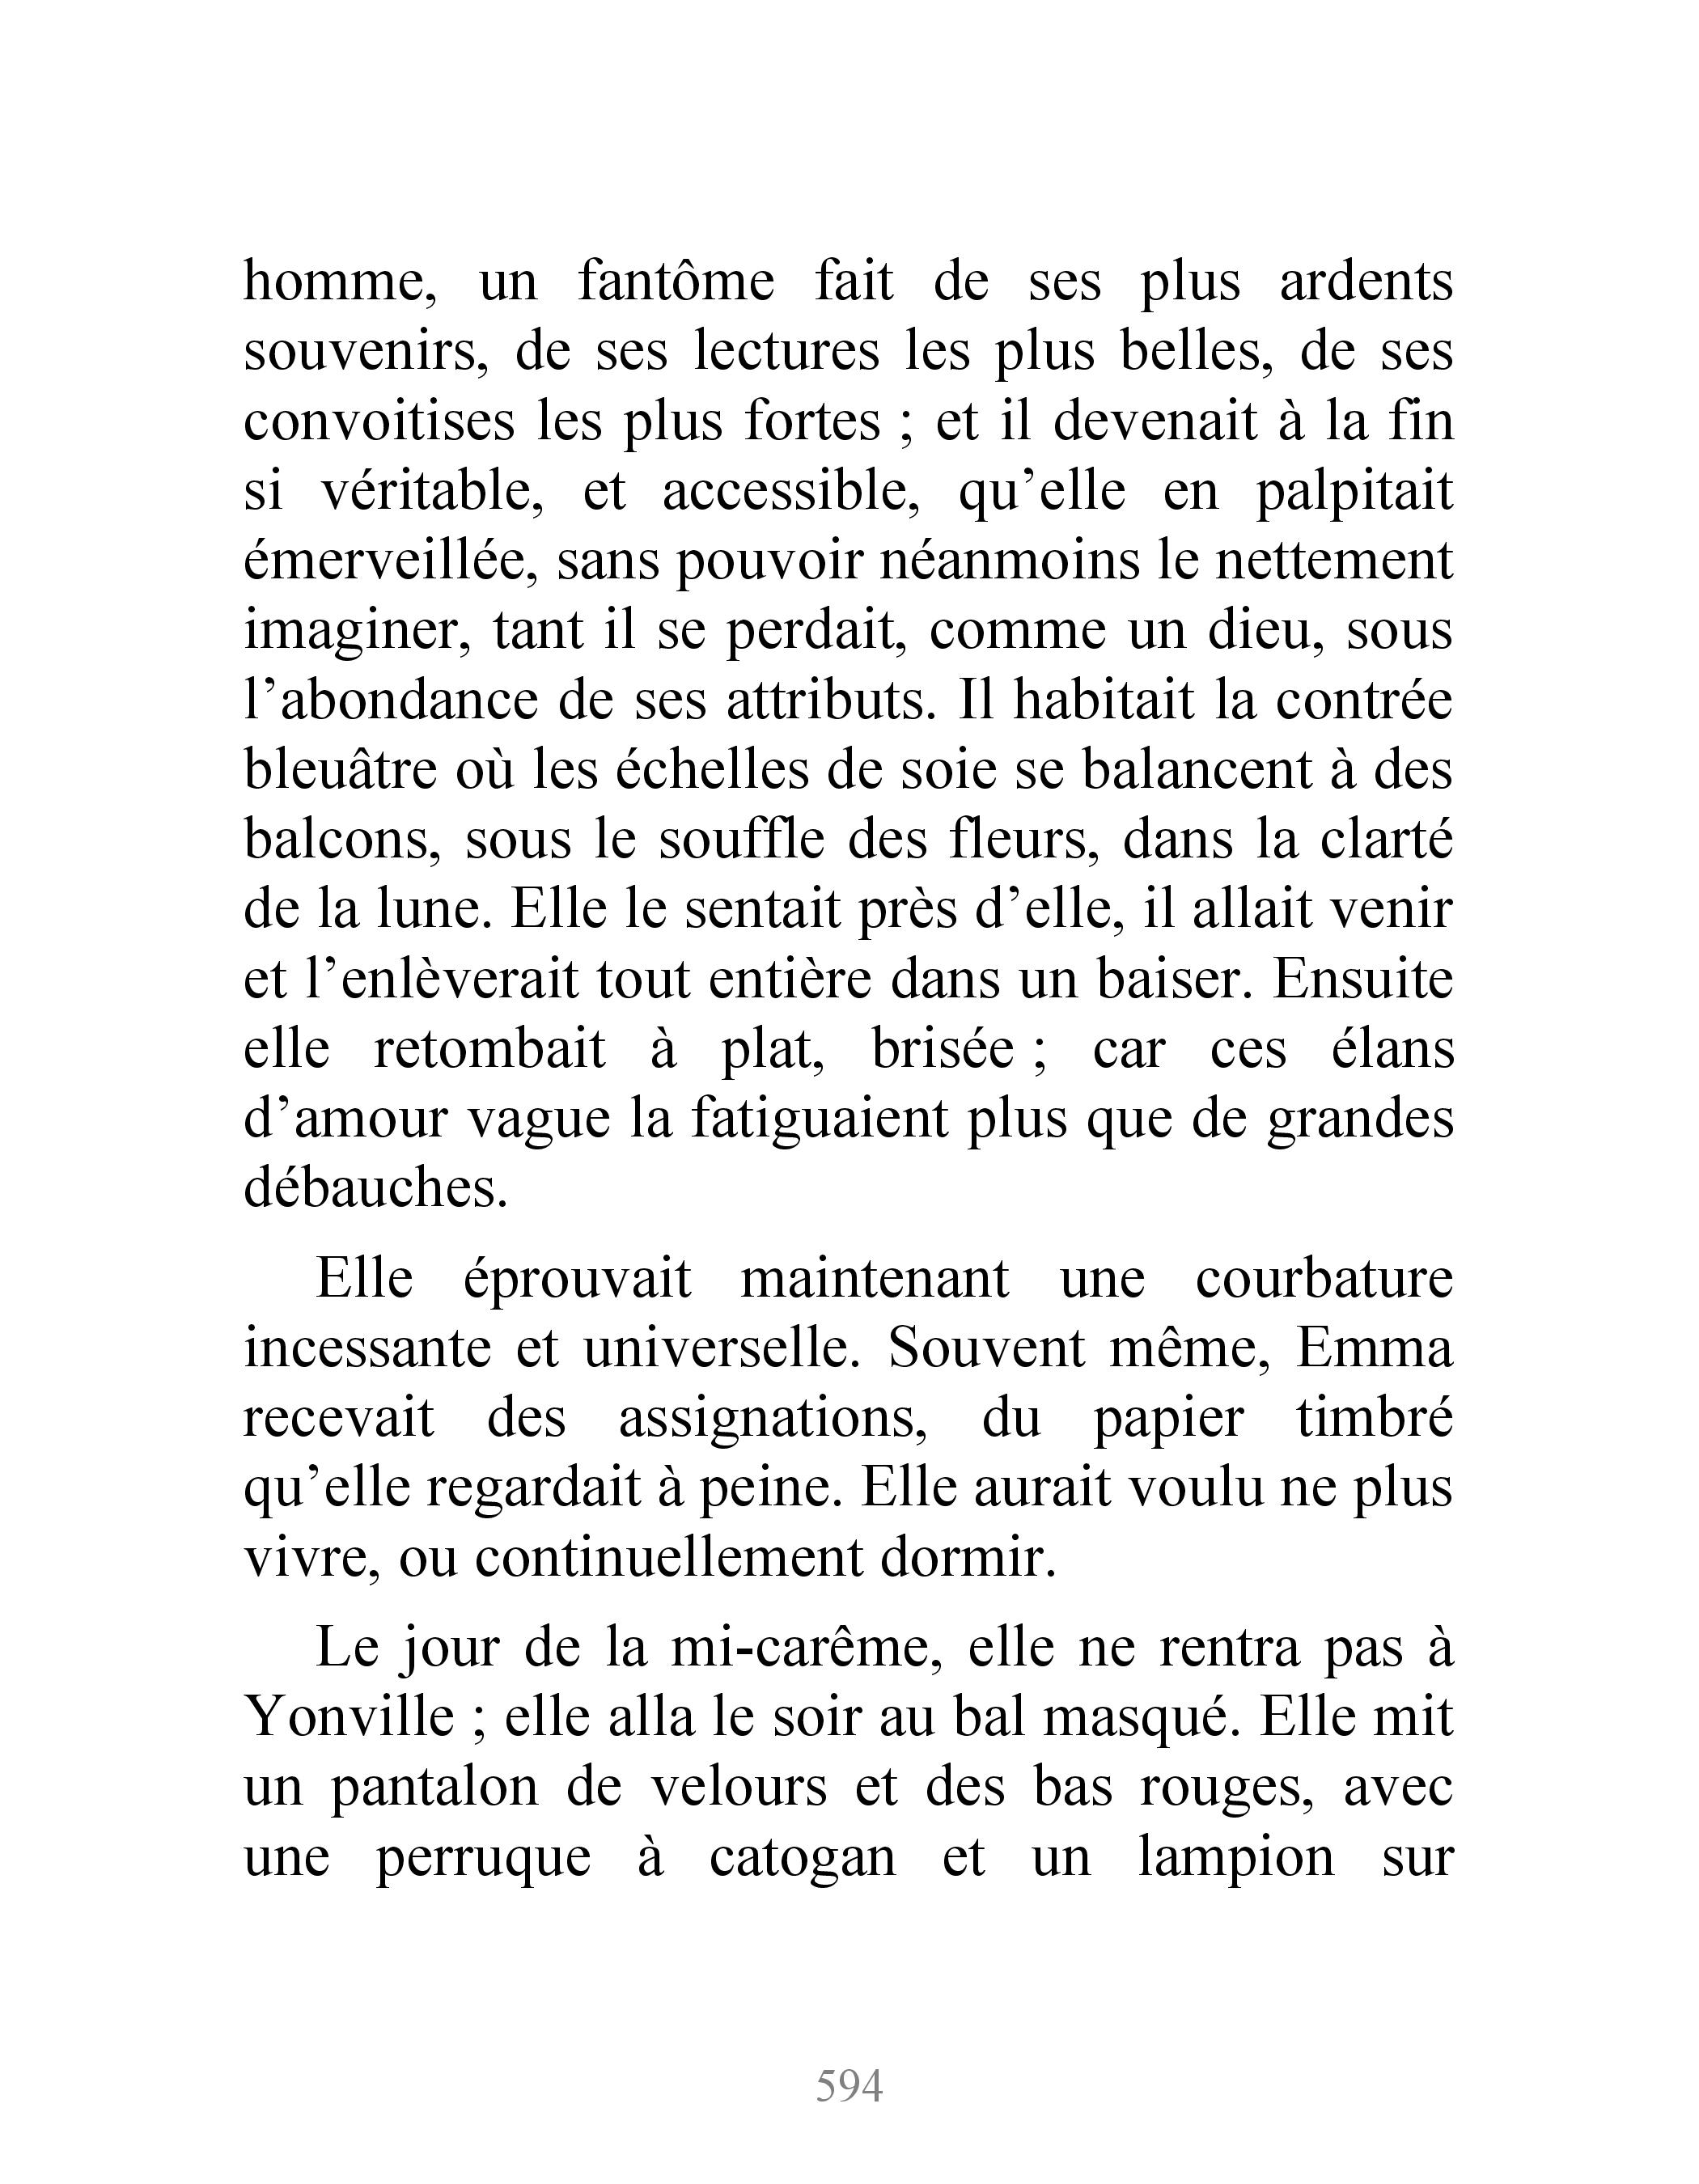 homme, un fantôme fait de ses plus ardents
souvenirs, de ses lectures les plus belles, de ses
convoitises les plus fortes ; et il devenait à la fin
si véritable, et accessible, qu’elle en palpitait
émerveillée, sans pouvoir néanmoins le nettement
imaginer, tant il se perdait, comme un dieu, sous
l’abondance de ses attributs. Il habitait la contrée
bleuâtre où les échelles de soie se balancent à des
balcons, sous le souffle des fleurs, dans la clarté
de la lune. Elle le sentait près d’elle, il allait venir
et l’enlèverait tout entière dans un baiser. Ensuite
elle retombait à plat, brisée ; car ces élans
d’amour vague la fatiguaient plus que de grandes
débauches.
Elle éprouvait maintenant une courbature
incessante et universelle. Souvent même, Emma
recevait des assignations, du papier timbré
qu’elle regardait à peine. Elle aurait voulu ne plus
vivre, ou continuellement dormir.
Le jour de la mi-carême, elle ne rentra pas à
Yonville ; elle alla le soir au bal masqué. Elle mit
un pantalon de velours et des bas rouges, avec
une perruque à catogan et un lampion sur
594